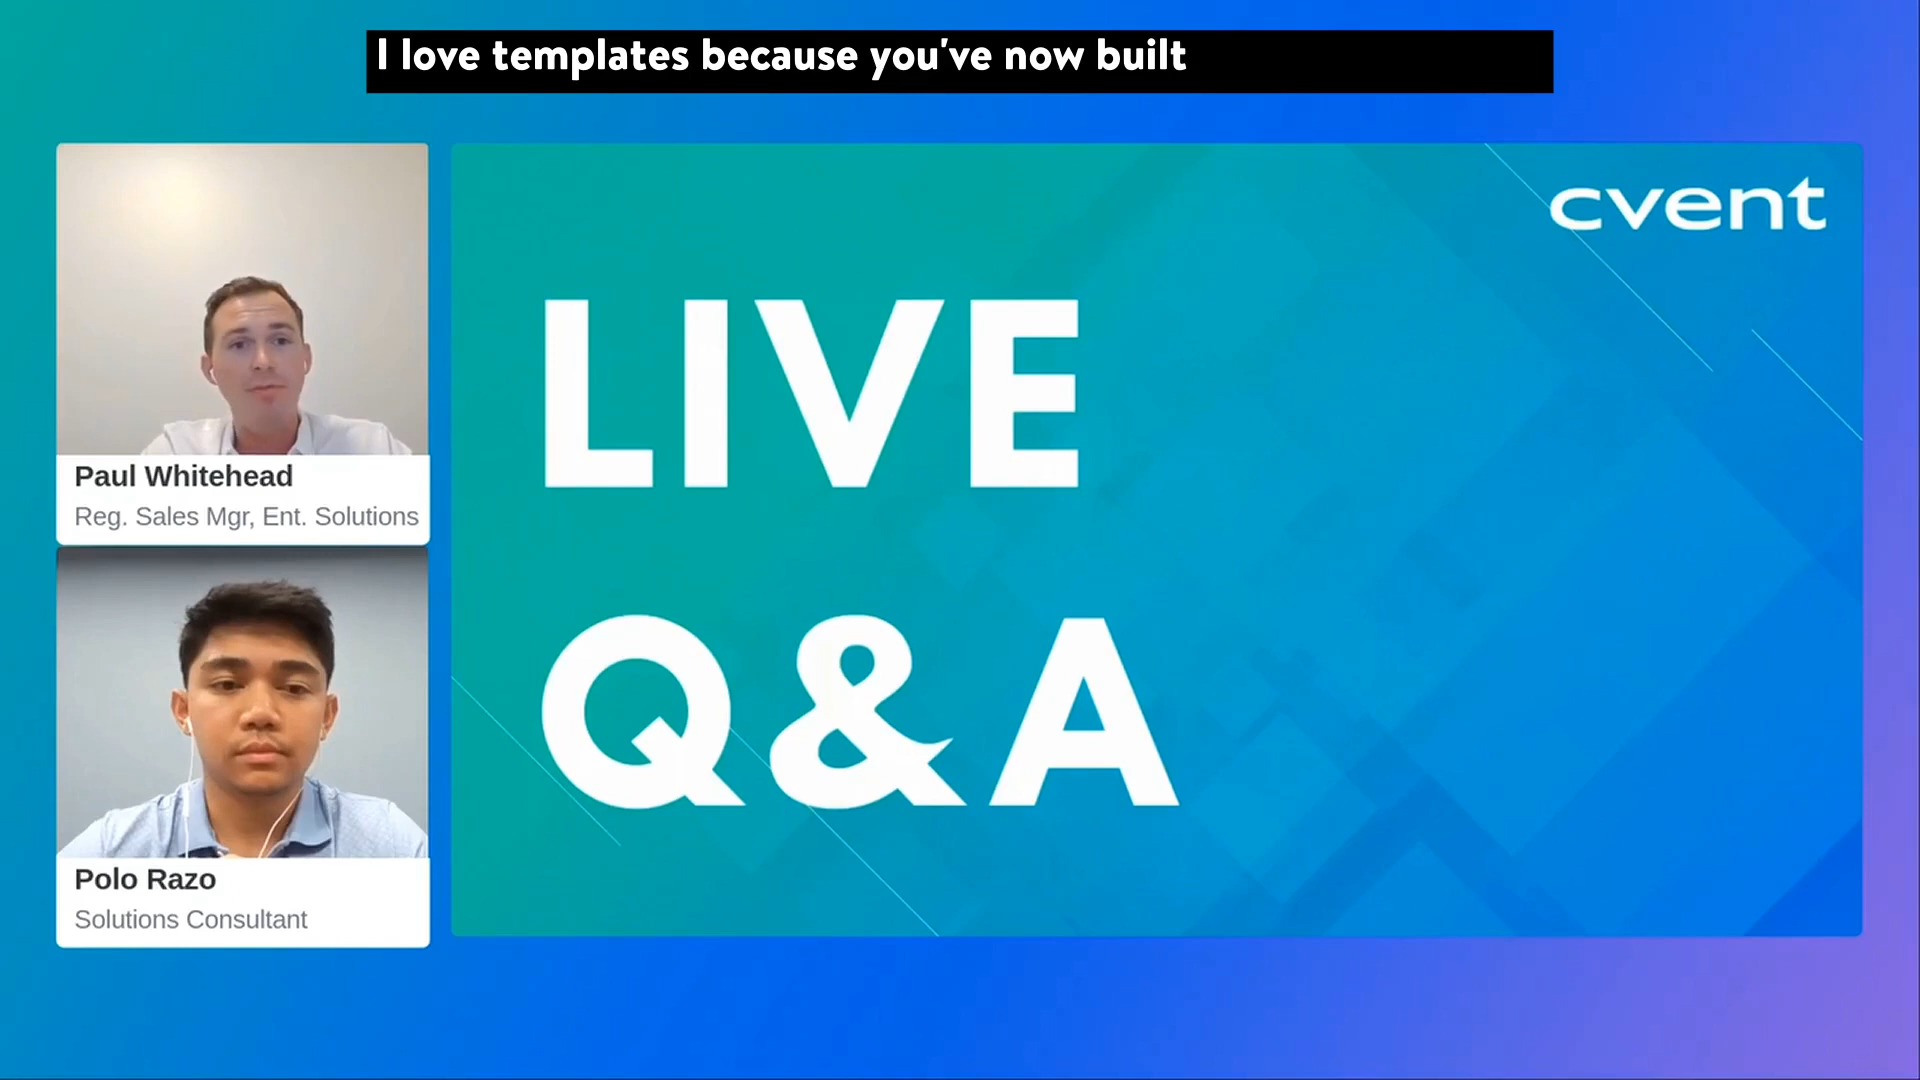 I love templates because you've now built
cvent
LIVE
Q&A
Paul Whitehead
Reg. Sales Mgr, Ent. Solutions
Polo Razo
Solutions Consultant